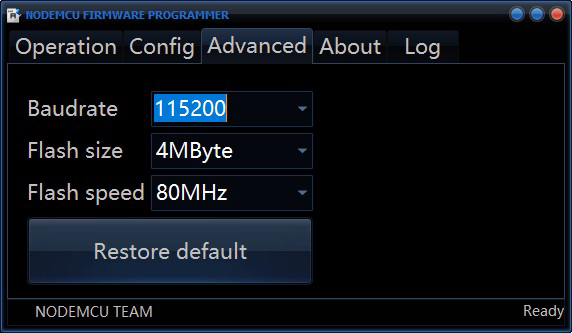 NODEMCU FIRMWARE PROGRAMMER
Operation Config Advanced About Log
Baudrate 115200
Flash size 4MByte
Flash speed 80MHz
Restore default
NODEMCU TEAM Ready